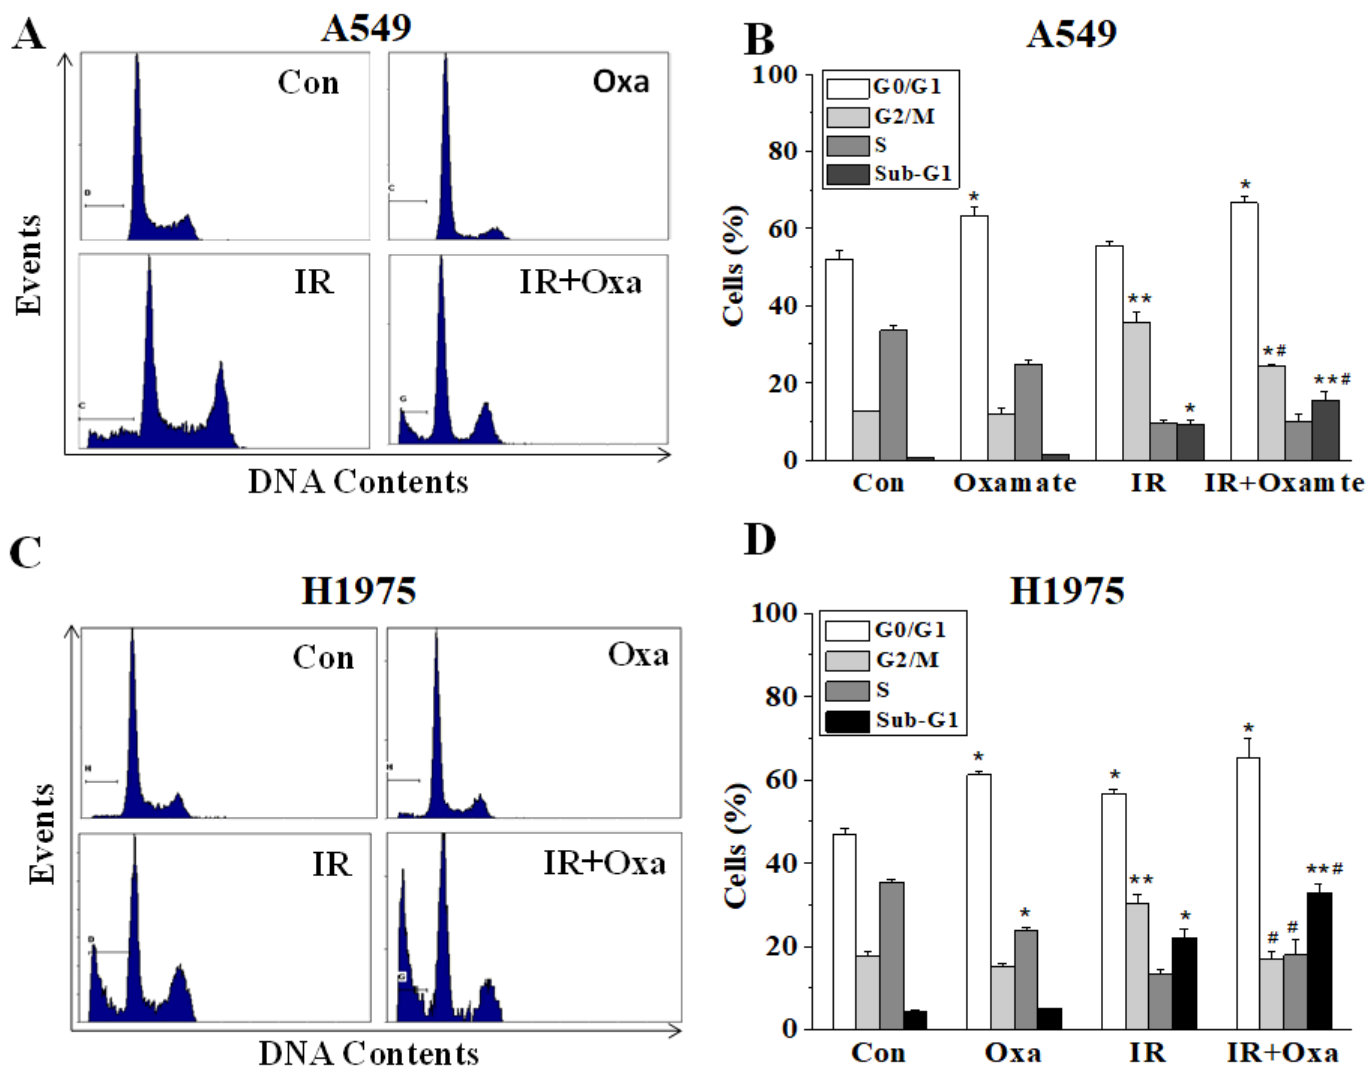 A
A549
Con
D
Oxa
C
IR
C
IR+Oxa
G
Events
DNA Contents
B
A549
100
80
60
40
20
0
Cells (%)
G0/G1
G2/M
S
Sub-G1
*
**
*
*
*#
**#
Con
Oxamate
IR
IR+Oxamte
C
H1975
Con
H
Oxa
H
IR
D
IR+Oxa
G
Events
DNA Contents
D
H1975
100
80
60
40
20
0
Cells (%)
G0/G1
G2/M
S
Sub-G1
*
*
*
**
*
*
#
#
**#
Con
Oxa
IR
IR+Oxa